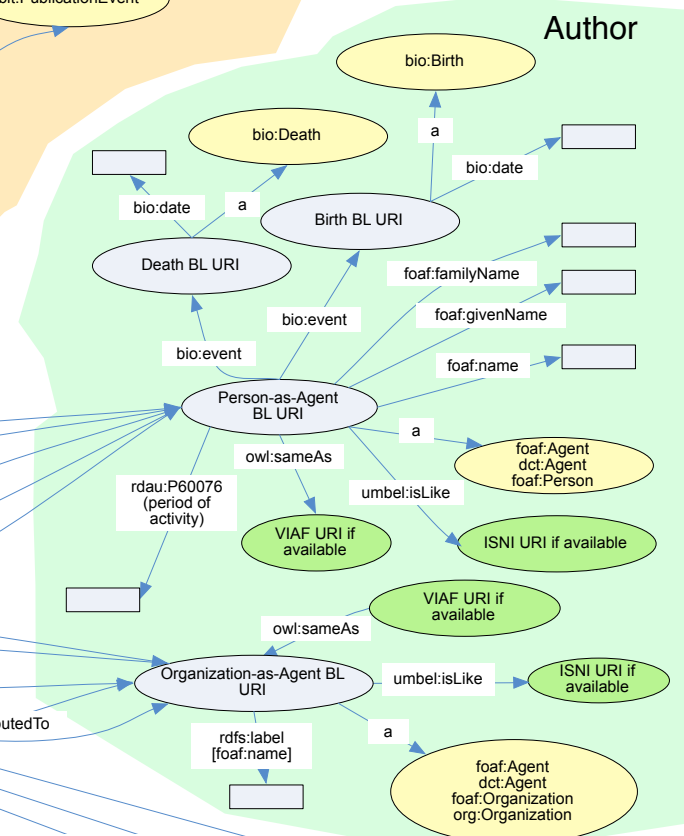 Author
bio:Birth
a
bio:Death
bio:date
bio:date
a
Birth BL URI
Death BL URI
foaf:familyName
foaf:givenName
bio:event
bio:event
foaf:name
Person-as-Agent
BL URI
a
foaf:Agent
dct:Agent
foaf:Person
owl:sameAs
umbel:isLike
rdau:P60076
(period of
activity)
VIAF URI if
available
ISNI URI if available
VIAF URI if
available
owl:sameAs
Organization-as-Agent BL
URI
umbel:isLike
ISNI URI if
available
utedTo
rdfs:label
[foaf:name]
a
foaf:Agent
dct:Agent
foaf:Organization
org:Organization